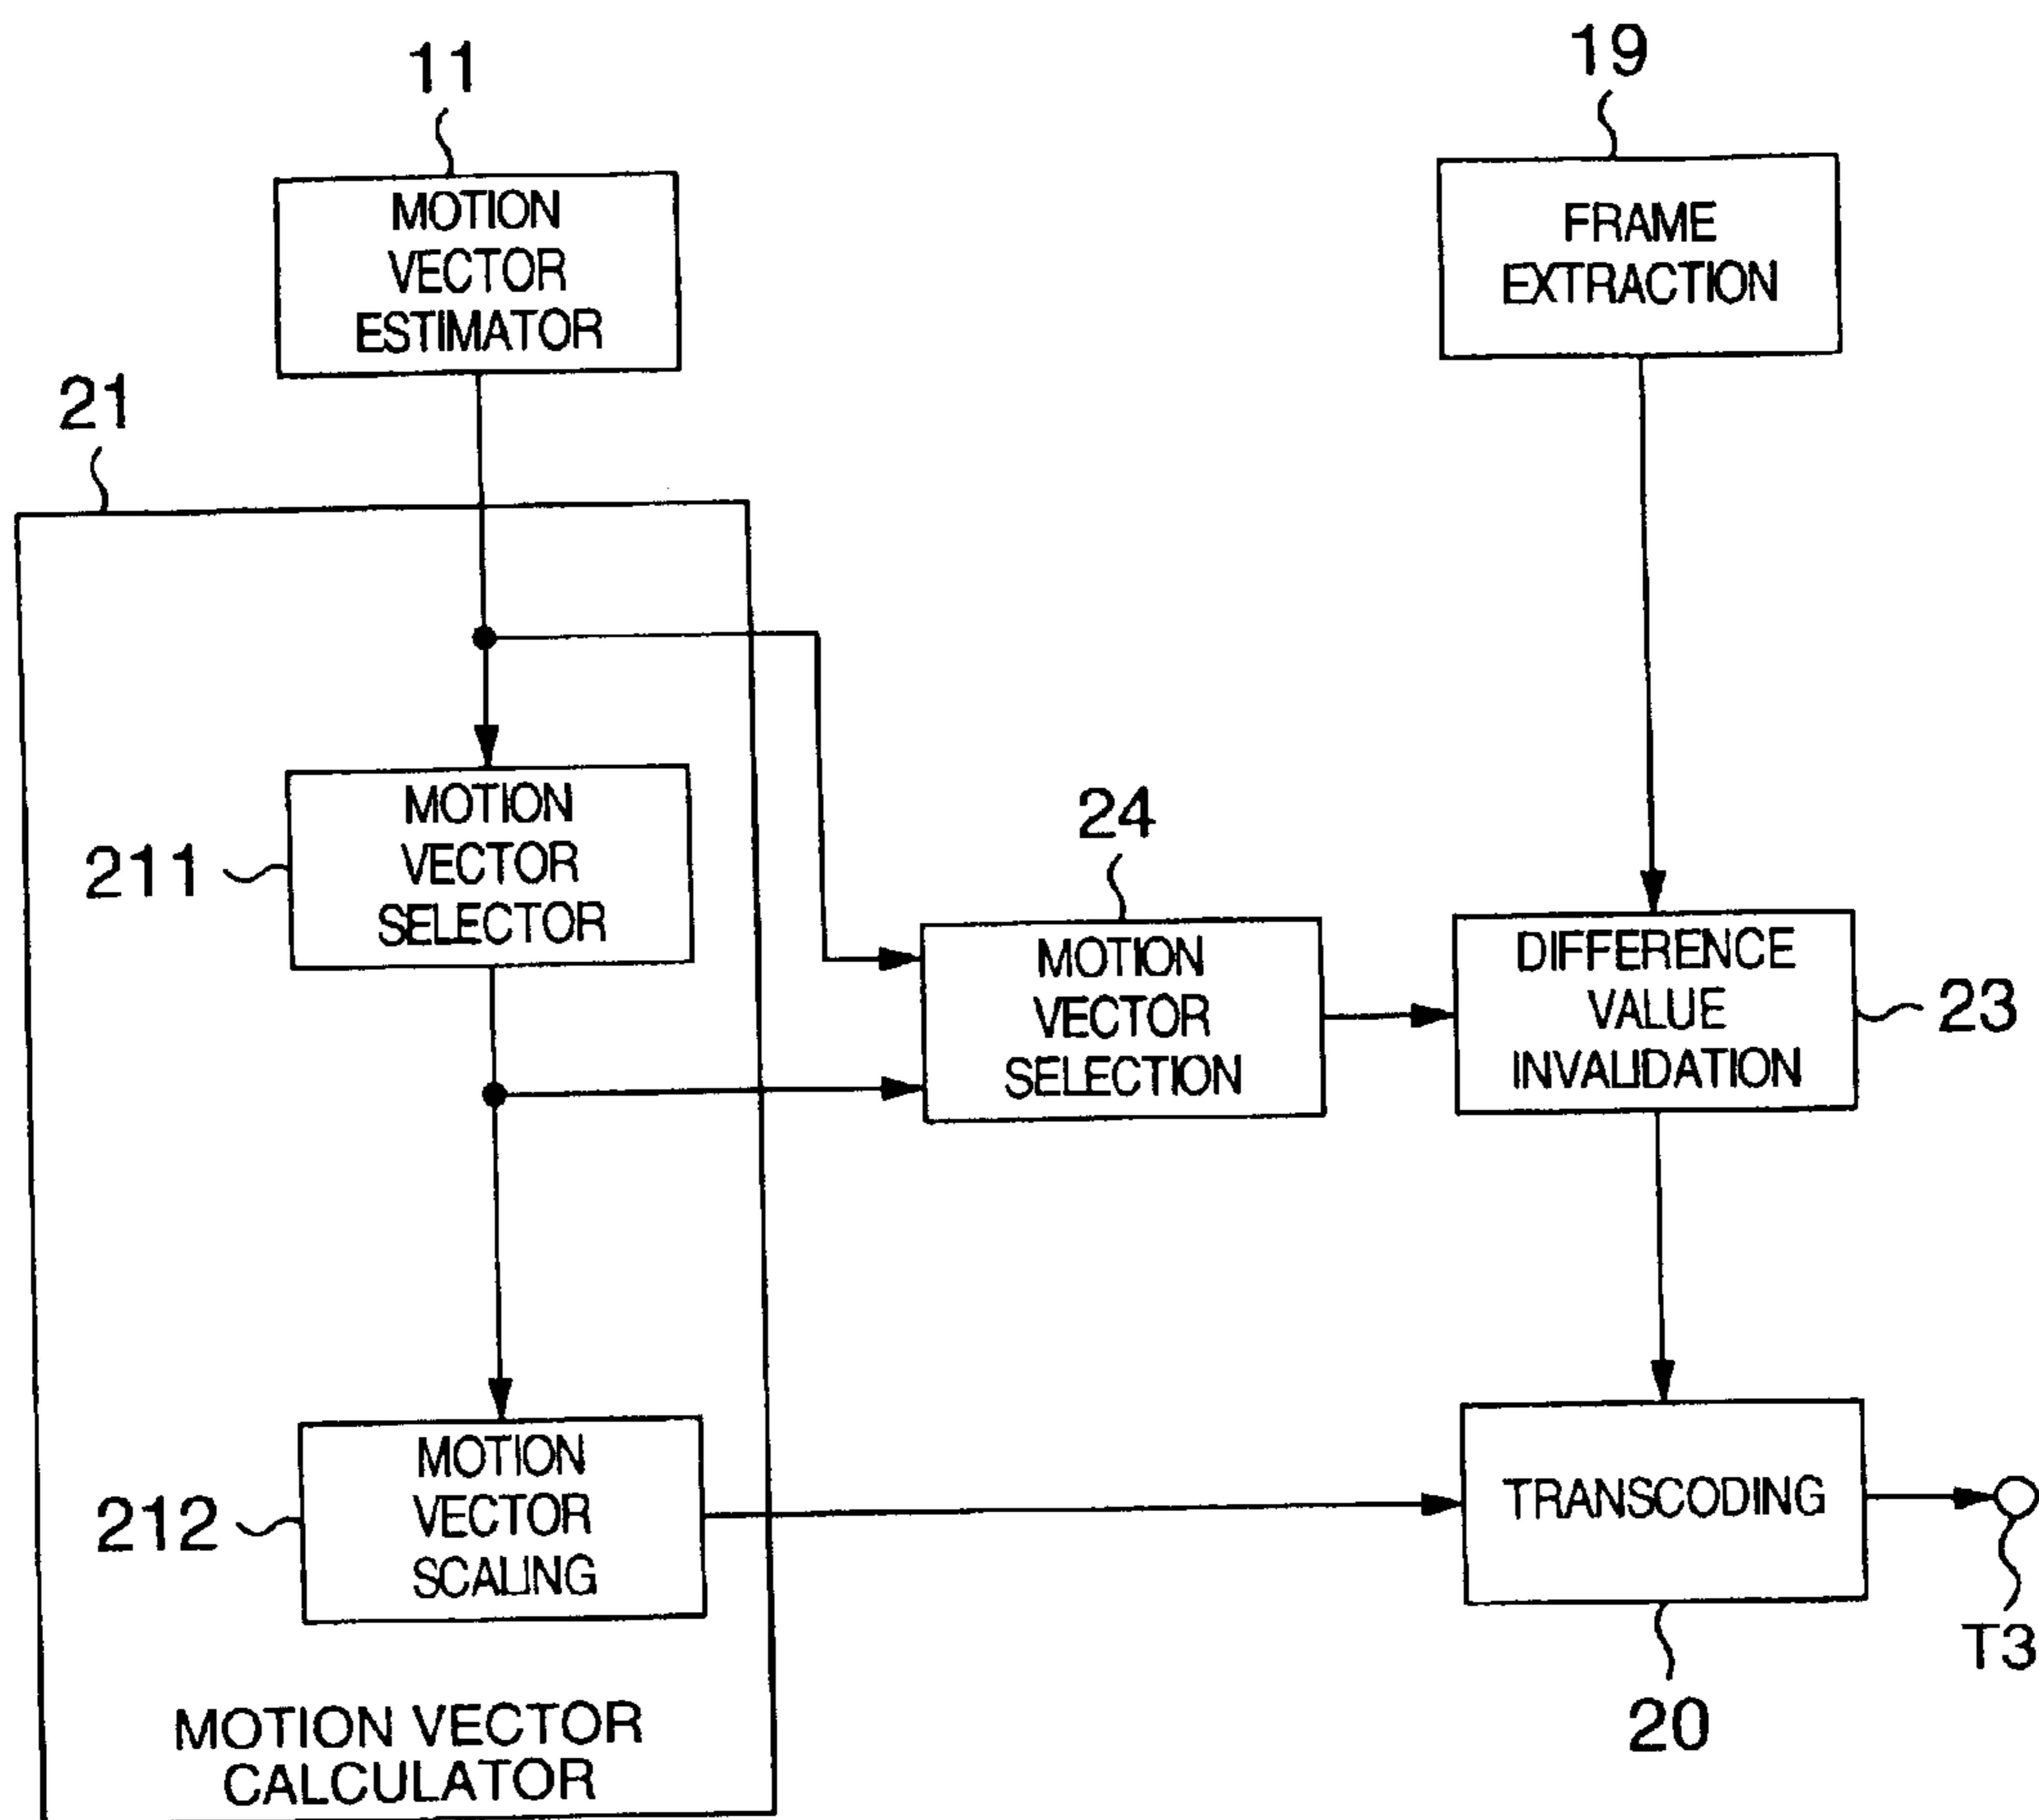 11
19
MOTION
VECTOR
ESTIMATOR
FRAME
EXTRACTION
21
MOTION
VECTOR
SELECTOR
211
24
MOTION
VECTOR
SELECTION
DIFFERENCE
VALUE
INVALIDATION
23
MOTION
VECTOR
SCALING
212
TRANSCODING
T3
20
MOTION VECTOR
CALCULATOR